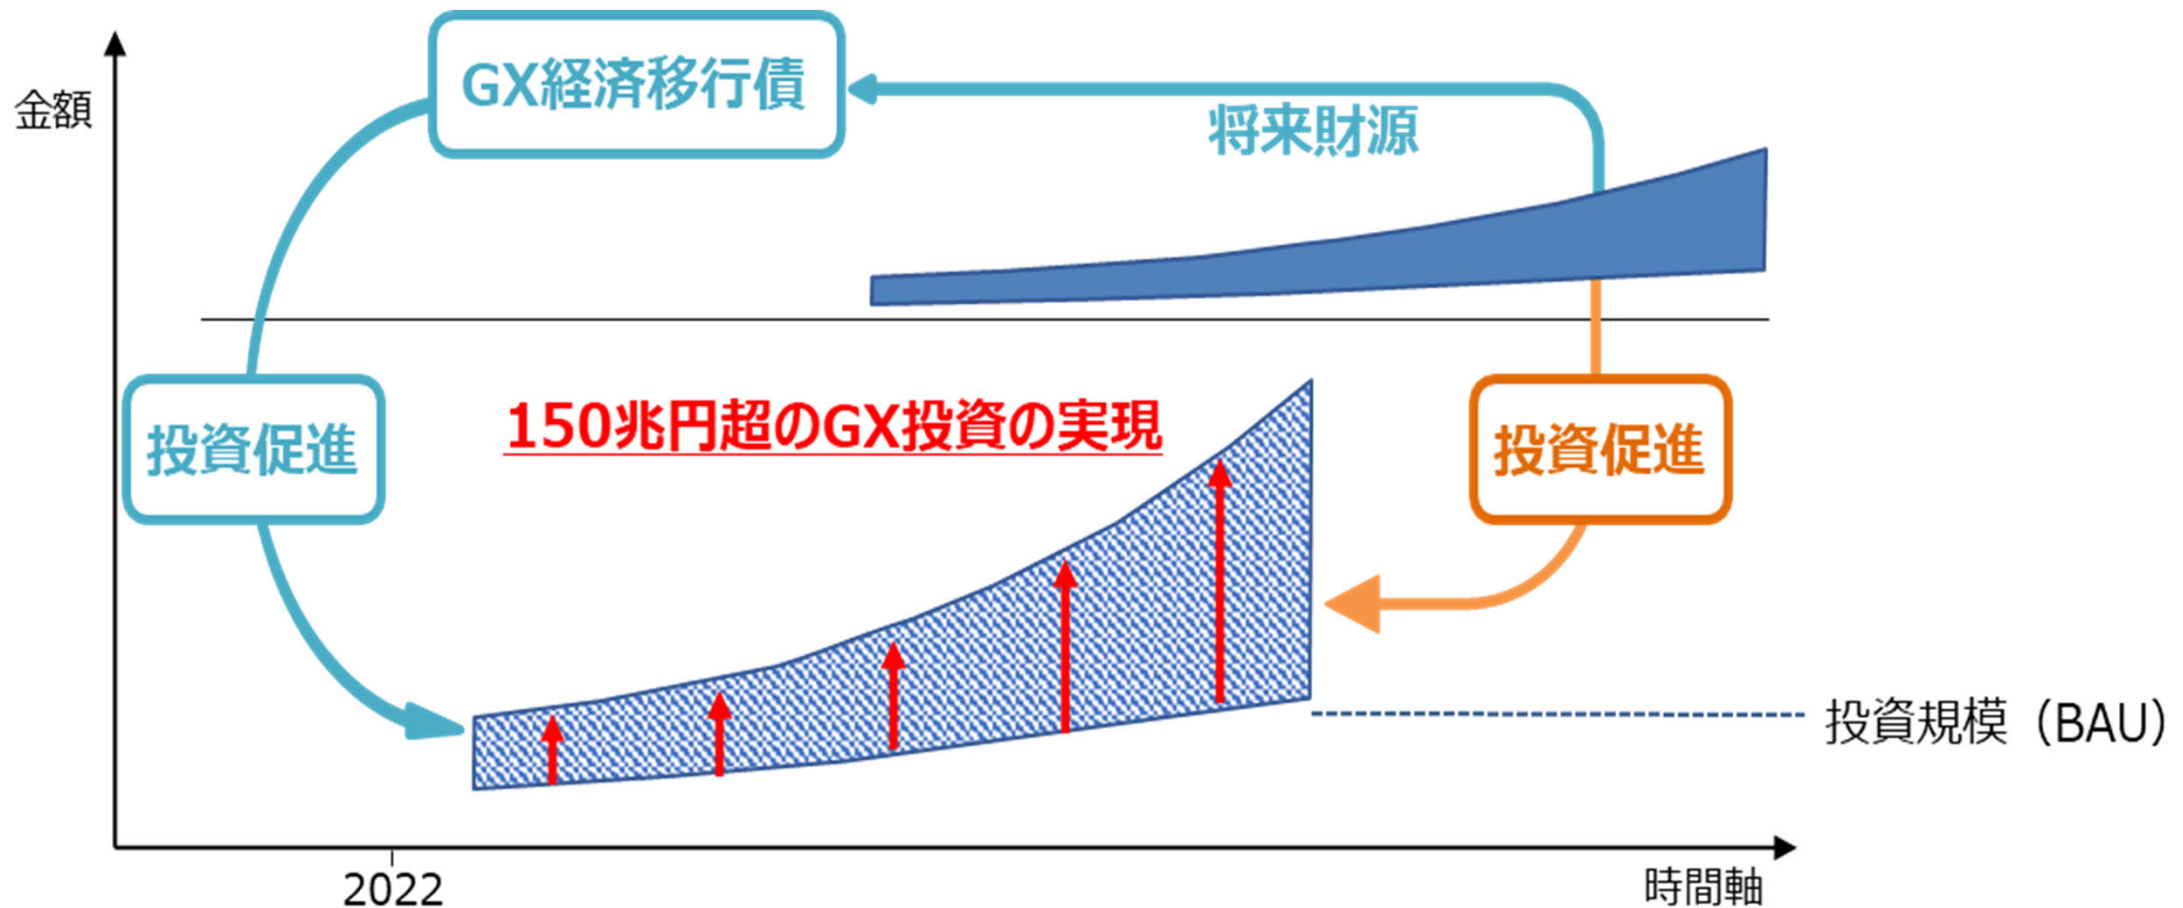 金額
GX経済移行債
将来財源
投資促進
150兆円超のGX投資の実現
投資促進
投資規模（BAU）
2022
時間軸